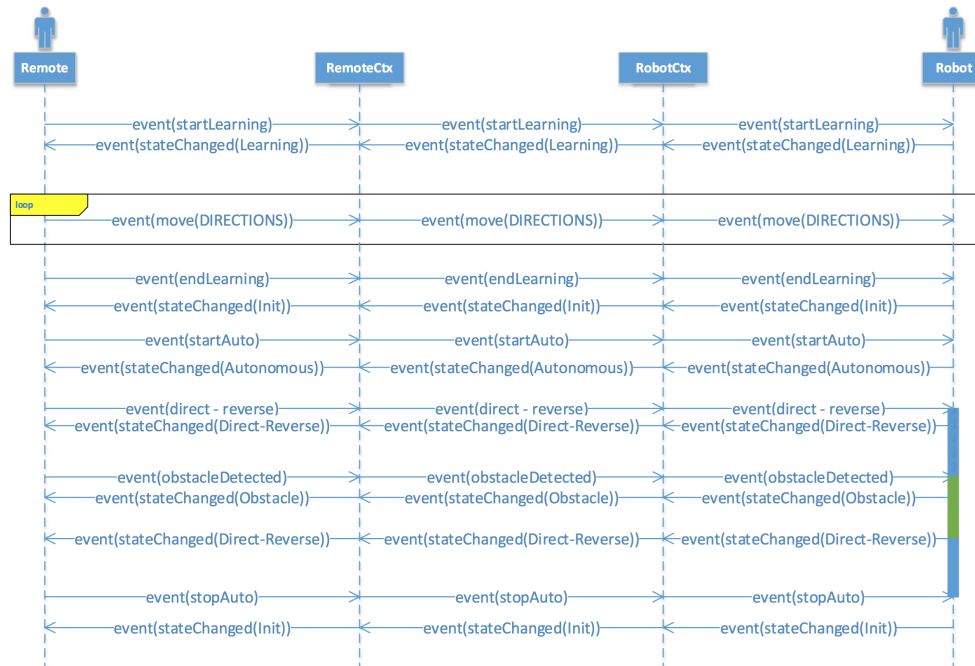 Remote RemoteCtx RobotCtx Robot
event(startLearning) event(startLearning) event(startLearning)
event(stateChanged(Learning)) event(stateChanged(Learning)) event(stateChanged(Learning))
loop
event(move(DIRECTIONS)) event(move(DIRECTIONS)) event(move(DIRECTIONS))
event(endLearning) event(endLearning) event(endLearning)
event(stateChanged(Init)) event(stateChanged(Init)) event(stateChanged(Init))
event(startAuto) event(startAuto) event(startAuto)
event(stateChanged(Autonomous)) event(stateChanged(Autonomous)) event(stateChanged(Autonomous))
event(direct - reverse) event(direct - reverse) event(direct - reverse)
event(stateChanged(Direct-Reverse)) event(stateChanged(Direct-Reverse)) event(stateChanged(Direct-Reverse))
event(obstacleDetected) event(obstacleDetected) event(obstacleDetected)
event(stateChanged(Obstacle)) event(stateChanged(Obstacle)) event(stateChanged(Obstacle))
event(stateChanged(Direct-Reverse)) event(stateChanged(Direct-Reverse)) event(stateChanged(Direct-Reverse))
event(stopAuto) event(stopAuto) event(stopAuto)
event(stateChanged(Init)) event(stateChanged(Init)) event(stateChanged(Init))